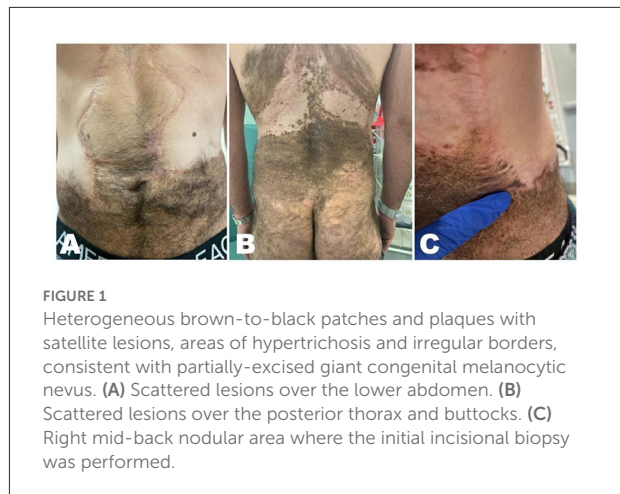 A
B
C
FIGURE 1
Heterogeneous brown-to-black patches and plaques with
satellite lesions, areas of hypertrichosis and irregular borders,
consistent with partially-excised giant congenital melanocytic
nevus. (A) Scattered lesions over the lower abdomen. (B)
Scattered lesions over the posterior thorax and buttocks. (C)
Right mid-back nodular area where the initial incisional biopsy
was performed.